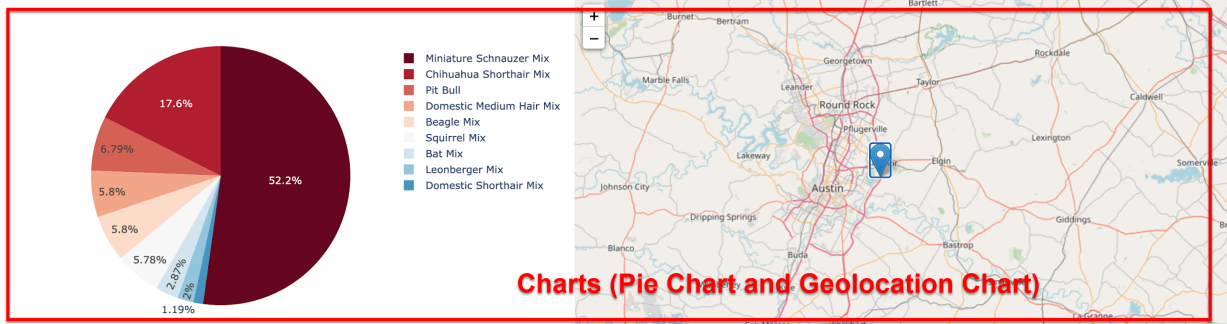 52.2%
17.6%
6.79%
5.8%
5.8%
5.78%
2.87%
2%
1.19%
Miniature Schnauzer Mix
Chihuahua Shorthair Mix
Pit Bull
Domestic Medium Hair Mix
Beagle Mix
Squirrel Mix
Bat Mix
Leonberger Mix
Domestic Shorthair Mix
+
−
Bartlett
Burnet
Bertram
Rockdale
Georgetown
Marble Falls
Leander
Taylor
Caldwell
Round Rock
Pflugerville
Lexington
Lakeway
Elgin
Somerville
Johnson City
Austin
Dripping Springs
Giddings
Blanco
Buda
Bastrop
La Grange
Charts (Pie Chart and Geolocation Chart)